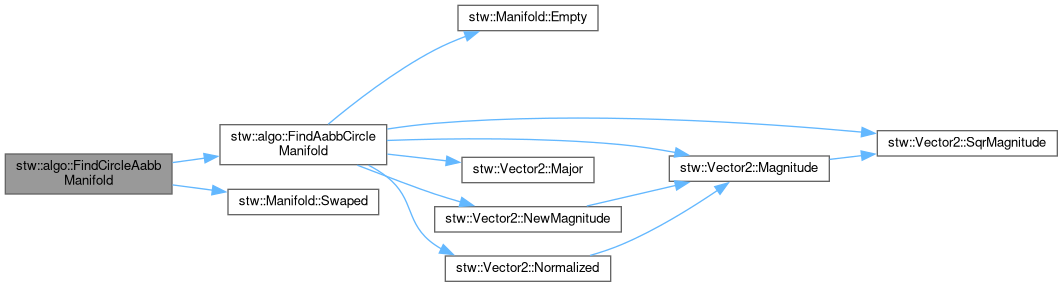 stw::algo::FindCircleAabb
Manifold
stw::algo::FindAabbCircle
Manifold
stw::Manifold::Swaped
stw::Manifold::Empty
stw::Vector2::Major
stw::Vector2::NewMagnitude
stw::Vector2::Normalized
stw::Vector2::Magnitude
stw::Vector2::SqrMagnitude